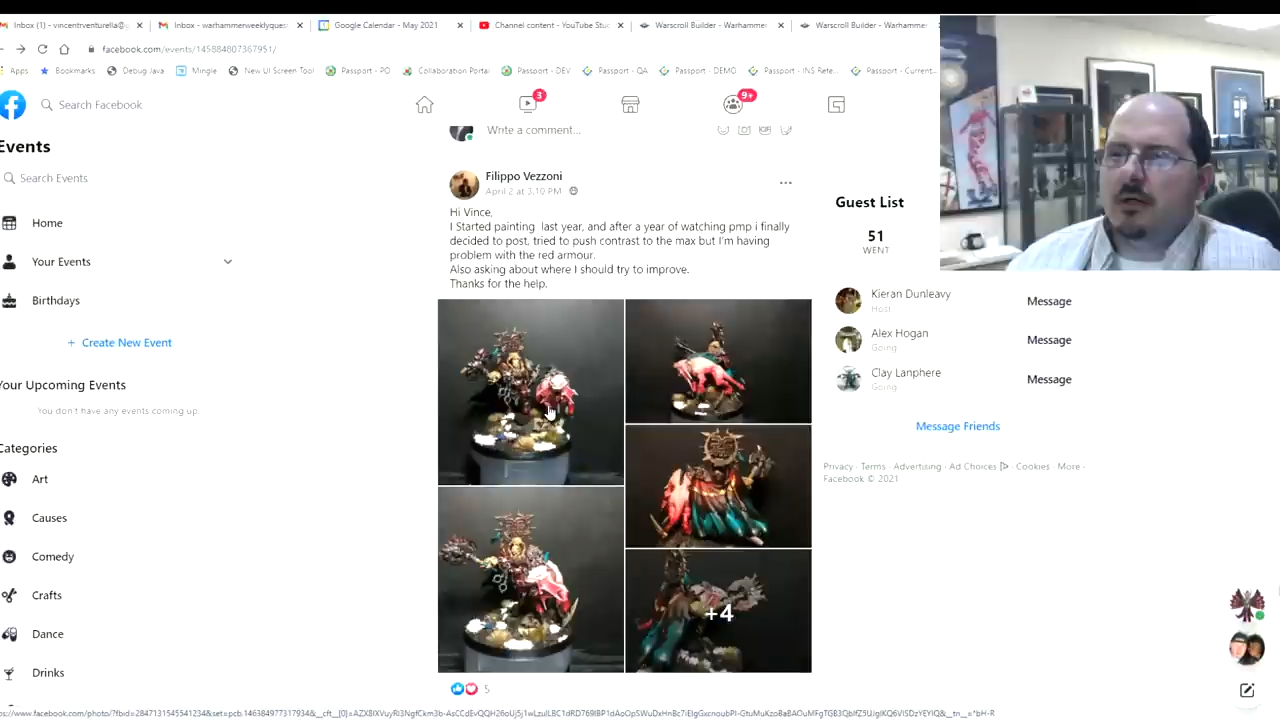 Inbox (1) - vincentrventurella@g
Inbox - warhammerweeklyques
Google Calendar - May 2021
Channel content - YouTube Stud
Warscroll Builder - Warhammer
Warscroll Builder - Warhammer
facebook.com/events/145884807367951/
Apps
Bookmarks
Debug Java
Mingle
New UI Screen Tool
Passport - PO
Collaboration Portal
Passport - DEV
Passport - QA
Passport - DEMO
Passport - INS Rete...
Passport - Current...
Search Facebook
3
9+
Events
Search Events
Home
Your Events
Birthdays
+ Create New Event
Your Upcoming Events
You don't have any events coming up.
Categories
Art
Causes
Comedy
Crafts
Dance
Drinks
Write a comment...
Filippo Vezzoni
April 2 at 3:10 PM
Hi Vince,
I Started painting last year, and after a year of watching pmp i finally
decided to post, tried to push contrast to the max but I'm having
problem with the red armour.
Also asking about where I should try to improve.
Thanks for the help.
+4
5
Guest List
51
WENT
Kieran Dunleavy
Host
Message
Alex Hogan
Going
Message
Clay Lanphere
Going
Message
Message Friends
Privacy · Terms · Advertising · Ad Choices · Cookies · More ·
Facebook © 2021